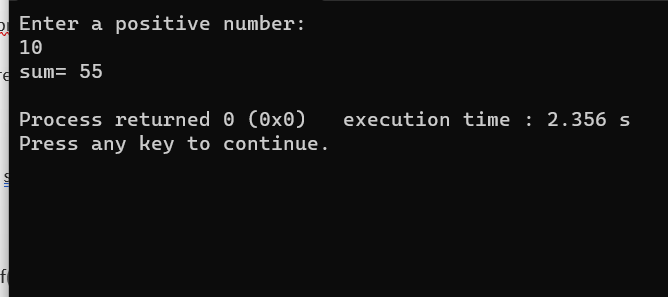 Enter a positive number:
10
sum= 55
Process returned 0 (0x0)   execution time : 2.356 s
Press any key to continue.